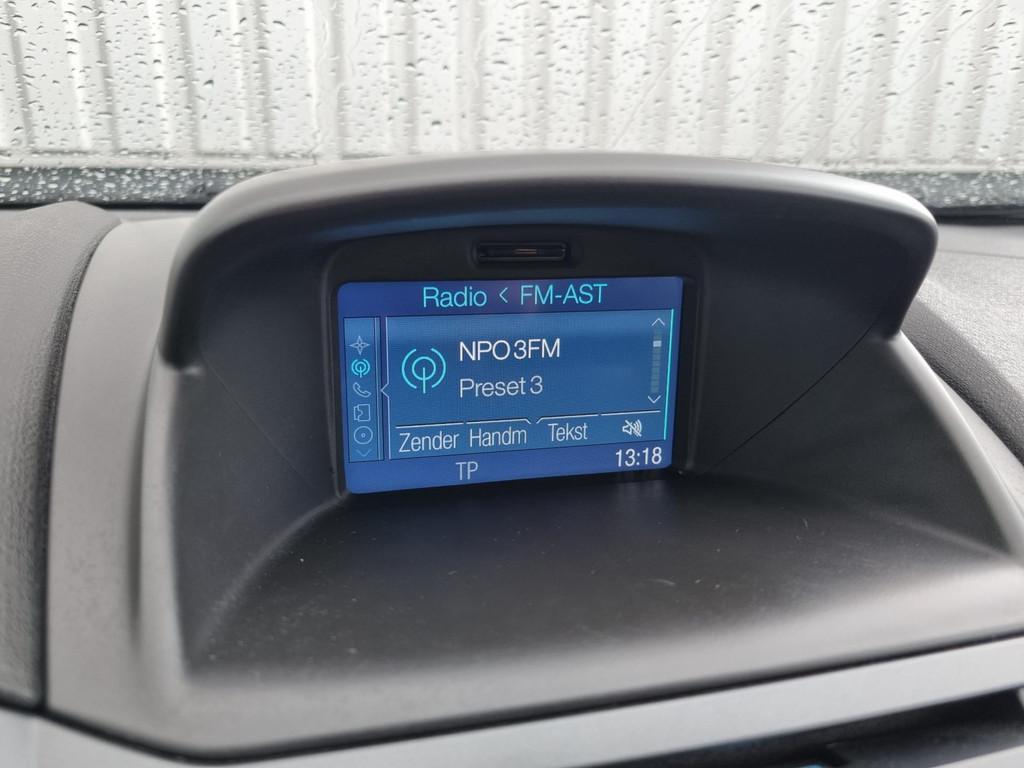 Radio < FM-AST
NPO 3FM
Preset 3
Zender Handm Tekst
TP
13:18